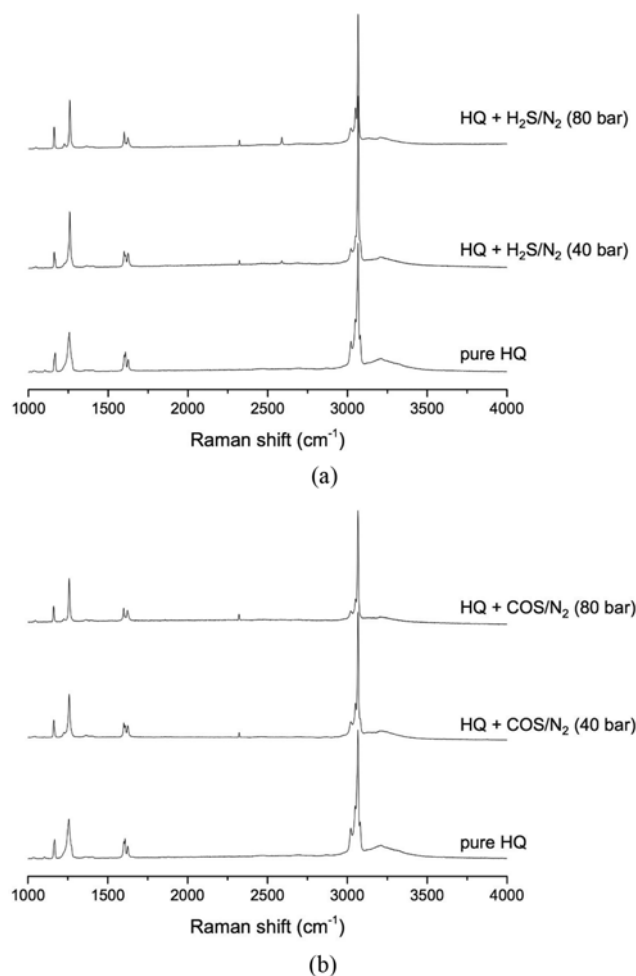 HQ + H₂S/N₂ (80 bar)
HQ + H₂S/N₂ (40 bar)
pure HQ
1000 1500 2000 2500 3000 3500 4000
Raman shift (cm⁻¹)
(a)
HQ + COS/N₂ (80 bar)
HQ + COS/N₂ (40 bar)
pure HQ
1000 1500 2000 2500 3000 3500 4000
Raman shift (cm⁻¹)
(b)